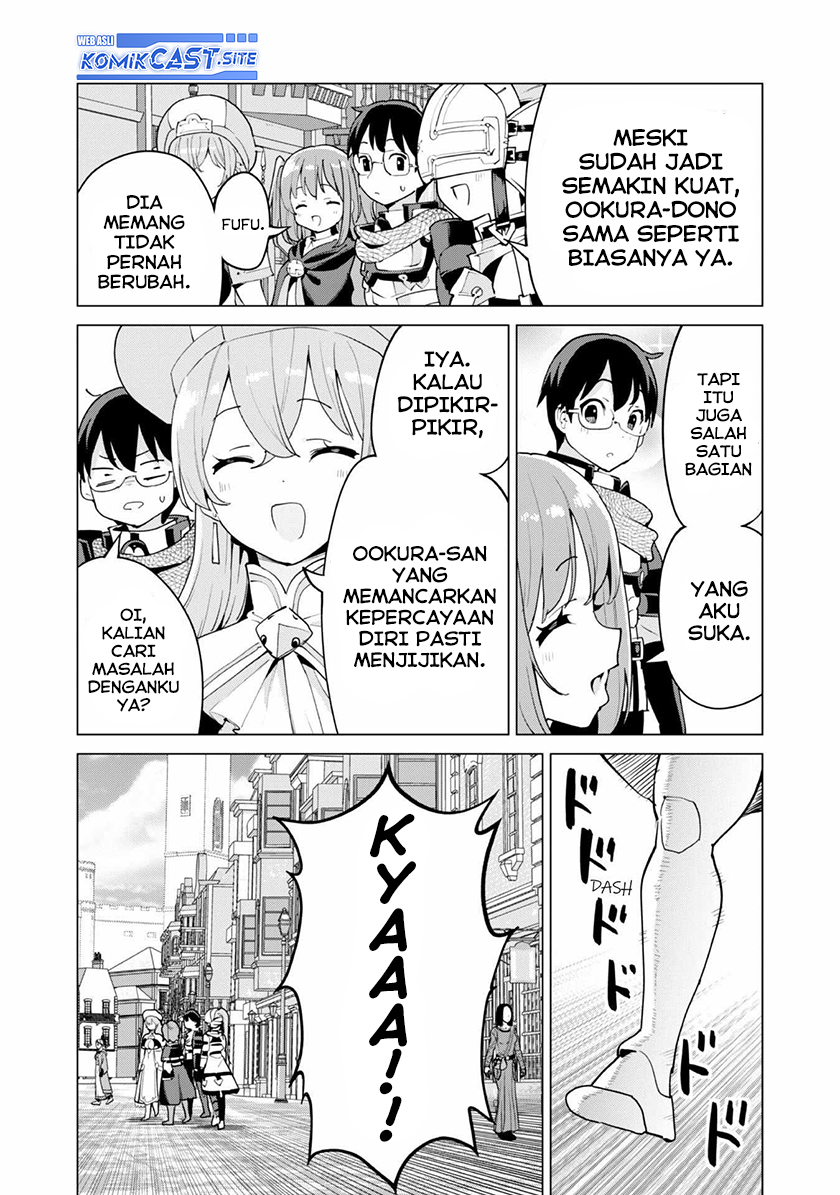 WEB ASLI
KOMIKCAST.SITE
MESKI
SUDAH JADI
SEMAKIN KUAT,
OOKURA-DONO
SAMA SEPERTI
BIASANYA YA.
FUFU.
DIA
MEMANG
TIDAK
PERNAH
BERUBAH.
TAPI
ITU
JUGA
SALAH
SATU
BAGIAN
YANG
AKU
SUKA.
IYA.
KALAU
DIPIKIR-
PIKIR,
OOKURA-SAN
YANG
MEMANCARKAN
KEPERCAYAAN
DIRI PASTI
MENJIJIKAN.
OI,
KALIAN
CARI
MASALAH
DENGANKU
YA?
ドドドド
DASH
ドド
KYAAA!!